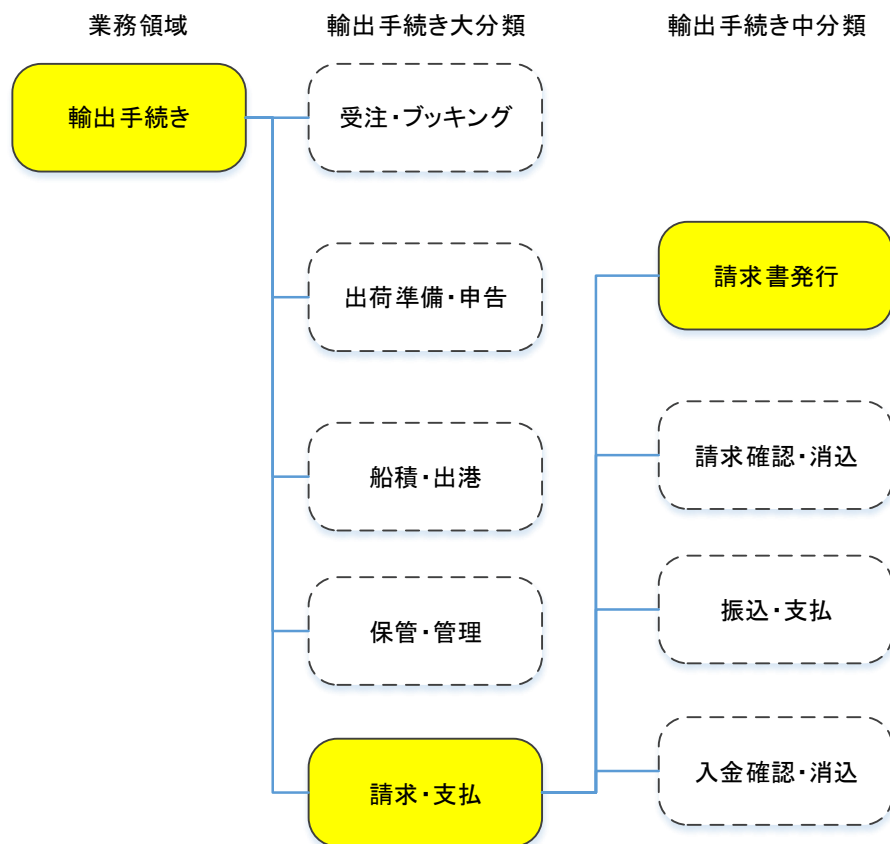 業務領域
輸出手続き大分類
輸出手続き中分類
輸出手続き
受注・ブッキング
出荷準備・申告
船積・出港
保管・管理
請求・支払
請求書発行
請求確認・消込
振込・支払
入金確認・消込